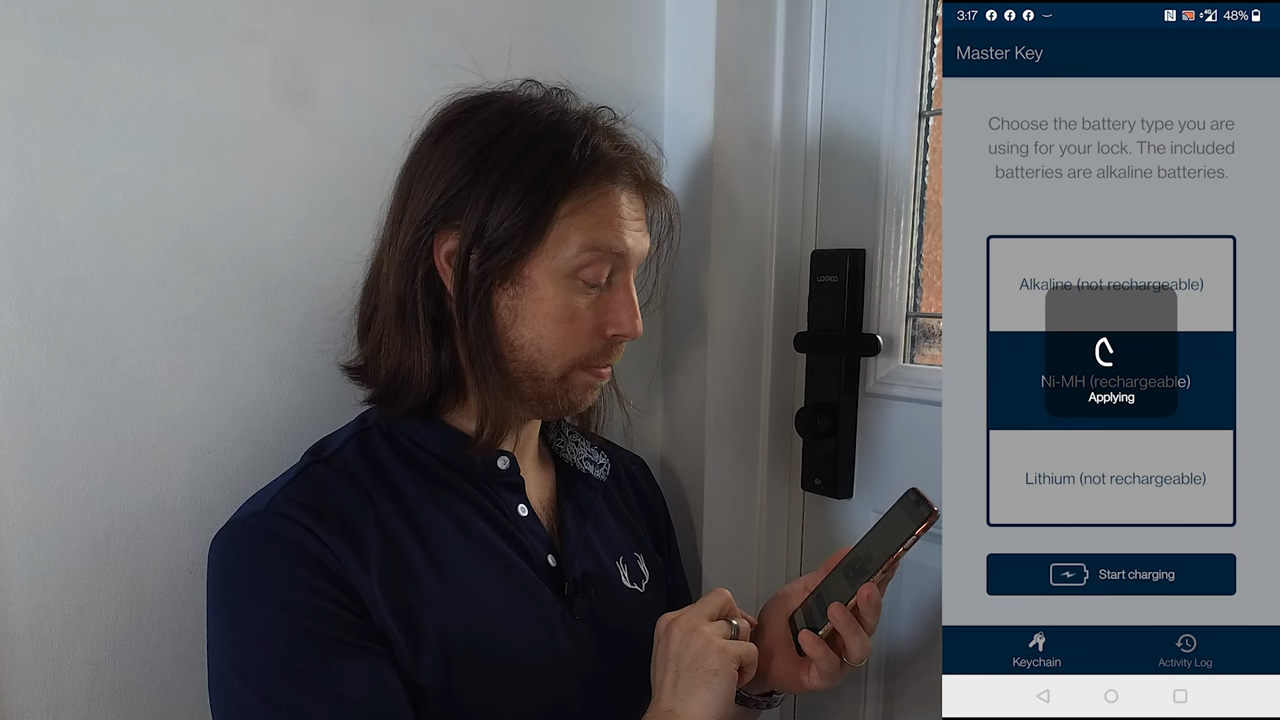 3:17
4G
48%
Master Key
Choose the battery type you are
using for your lock. The included
batteries are alkaline batteries.
Alkaline (not rechargeable)
Ni-MH (rechargeable)
Applying
Lithium (not rechargeable)
Start charging
Keychain
Activity Log